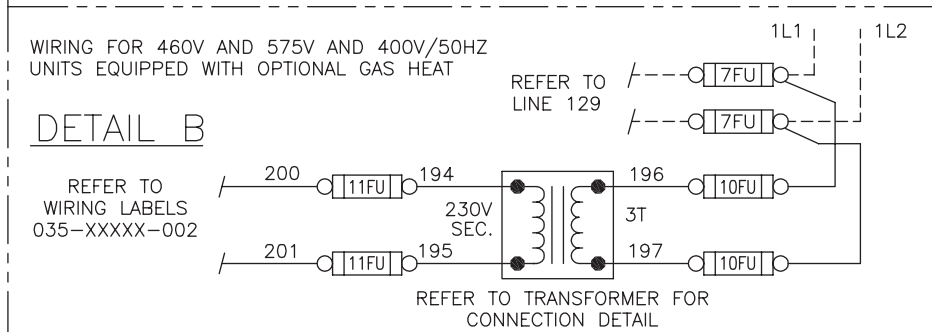 WIRING FOR 460V AND 575V AND 400V/50HZ
UNITS EQUIPPED WITH OPTIONAL GAS HEAT
DETAIL B
1L1
1L2
REFER TO
LINE 129
7FU
7FU
REFER TO
WIRING LABELS
035-XXXXX-002
200
11FU
194
230V
SEC.
3T
196
10FU
201
11FU
195
197
10FU
REFER TO TRANSFORMER FOR
CONNECTION DETAIL